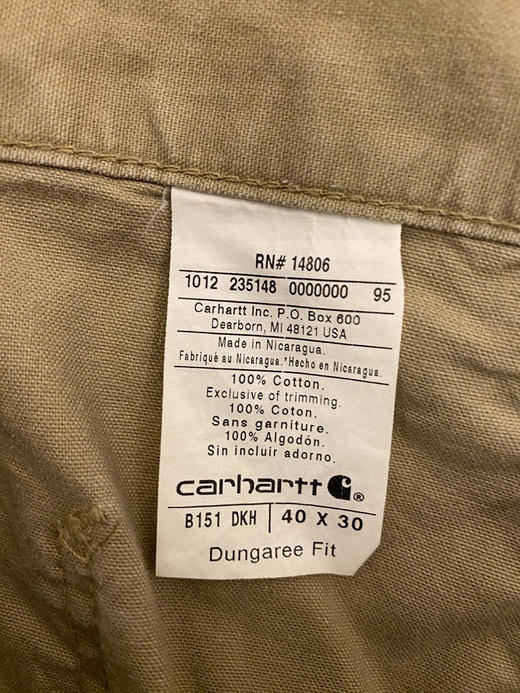 RN# 14806
1012 235148 0000000 95
Carhartt Inc. P.O. Box 600
Dearborn, MI 48121 USA
Made in Nicaragua.
Fabriqué au Nicaragua.*Hecho en Nicaragua.
100% Cotton.
Exclusive of trimming.
100% Coton.
Sans garniture.
100% Algodón.
Sin incluir adorno.
carhartt ®
B151 DKH | 40 X 30
Dungaree Fit